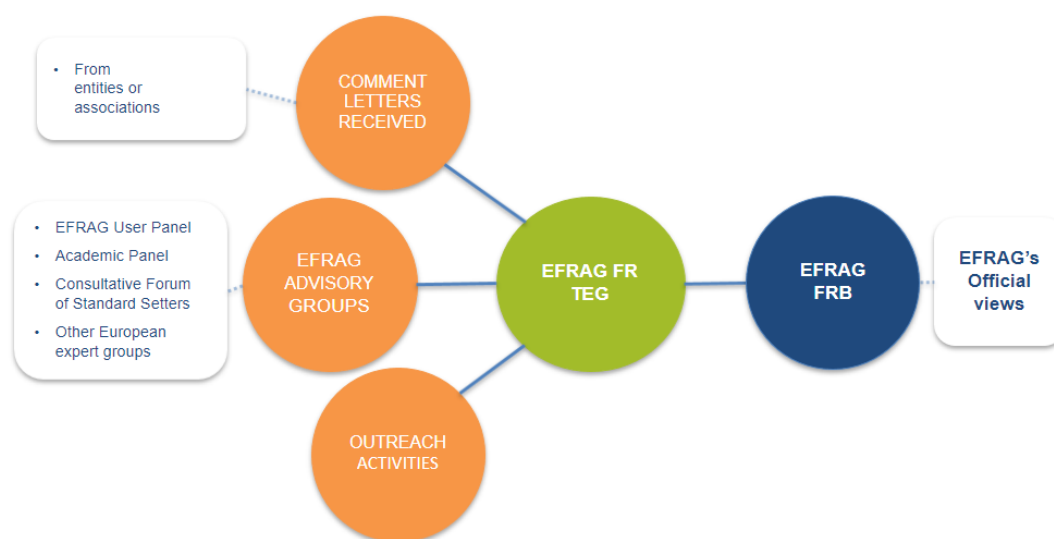 • From
entities or
associations
COMMENT
LETTERS
RECEIVED
• EFRAG User Panel
• Academic Panel
• Consultative Forum
of Standard Setters
• Other European
expert groups
EFRAG
ADVISORY
GROUPS
OUTREACH
ACTIVITIES
EFRAG FR
TEG
EFRAG
FRB
EFRAG’s
Official
views